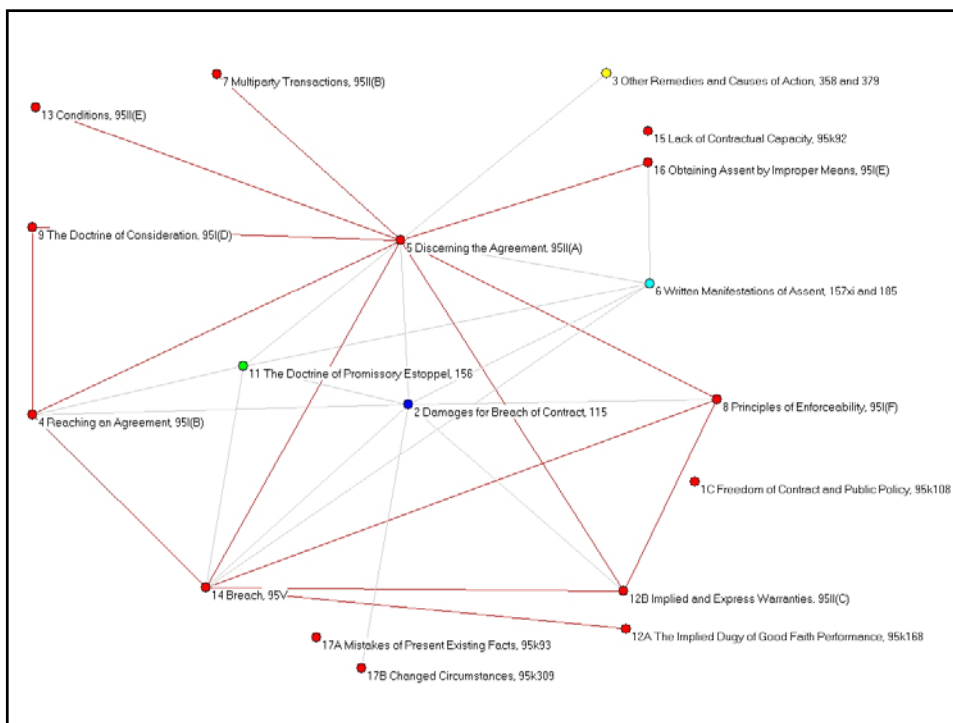 7 Multiparty Transactions, 95II(B)
3 Other Remedies and Causes of Action, 358 and 379
13 Conditions, 95II(E)
15 Lack of Contractual Capacity, 95k92
16 Obtaining Assent by Improper Means, 95I(E)
9 The Doctrine of Consideration, 95I(D)
5 Discerning the Agreement, 95II(A)
6 Written Manifestations of Assent, 157xi and 185
11 The Doctrine of Promissory Estoppel, 156
2 Damages for Breach of Contract, 115
8 Principles of Enforceability, 95I(F)
4 Reaching an Agreement, 95I(B)
1C Freedom of Contract and Public Policy, 95k108
14 Breach, 95V
12B Implied and Express Warranties, 95II(C)
12A The Implied Dugy of Good Faith Performance, 95k168
17A Mistakes of Present Existing Facts, 95k93
17B Changed Circumstances, 95k309